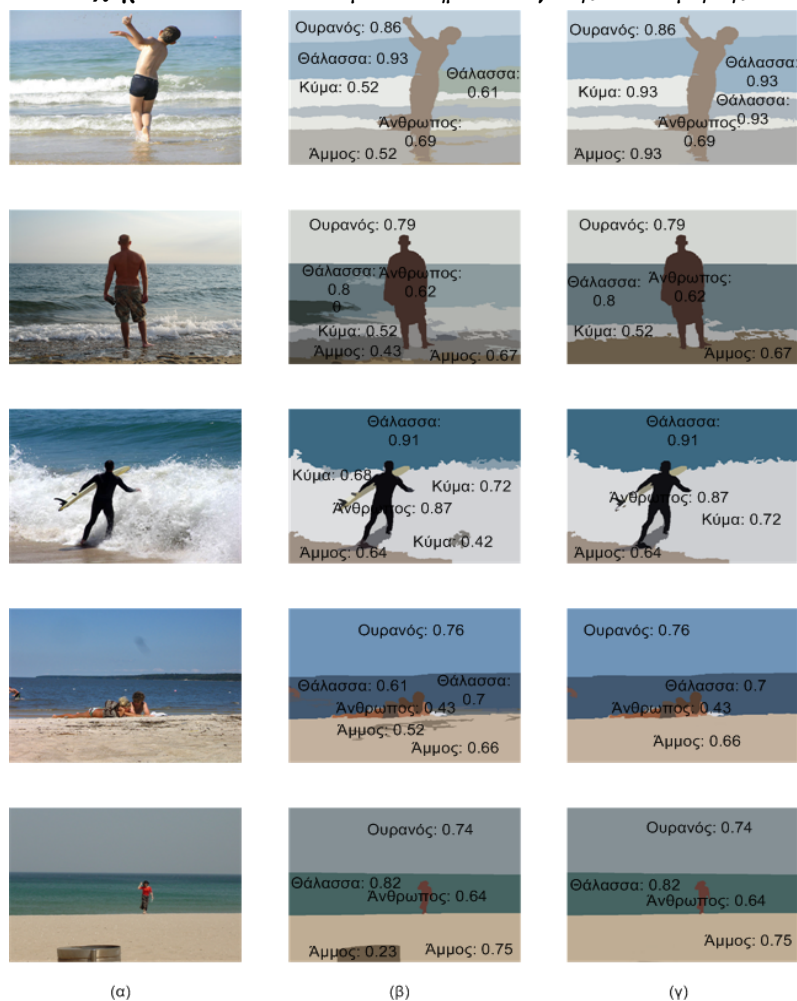 Ουρανός: 0.86
Θάλασσα: 0.93
Θάλασσα:
0.61
Κύμα: 0.52
Άνθρωπος:
0.69
Άμμος: 0.52
Ουρανός: 0.86
Θάλασσα:
0.93
Κύμα: 0.93
Θάλασσα:
0.93
Άνθρωπος:
0.69
Άμμος: 0.93
Ουρανός: 0.79
Θάλασσα:
0.8
0
Άνθρωπος:
0.62
Κύμα: 0.52
Άμμος: 0.43
Άμμος: 0.67
Ουρανός: 0.79
Θάλασσα:
0.8
Άνθρωπος:
0.62
Κύμα: 0.52
Άμμος: 0.67
Θάλασσα:
0.91
Κύμα: 0.68
Κύμα: 0.72
Άνθρωπος: 0.87
Κύμα: 0.42
Άμμος: 0.64
Θάλασσα:
0.91
Άνθρωπος: 0.87
Κύμα: 0.72
Άμμος: 0.64
Ουρανός: 0.76
Θάλασσα: 0.61
Θάλασσα:
0.7
Άνθρωπος: 0.43
Άμμος: 0.52
Άμμος: 0.66
Ουρανός: 0.76
Θάλασσα: 0.7
Άνθρωπος: 0.43
Άμμος: 0.66
Ουρανός: 0.74
Θάλασσα: 0.82
Άνθρωπος: 0.64
Άμμος: 0.23
Άμμος: 0.75
Ουρανός: 0.74
Θάλασσα: 0.82
Άνθρωπος: 0.64
Άμμος: 0.75
(α)
(β)
(γ)